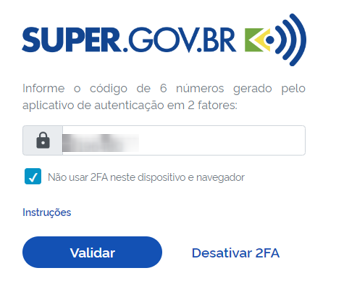 SUPER.GOV.BR
Informe o código de 6 números gerado pelo
aplicativo de autenticação em 2 fatores:
Não usar 2FA neste dispositivo e navegador
Instruções
Validar Desativar 2FA